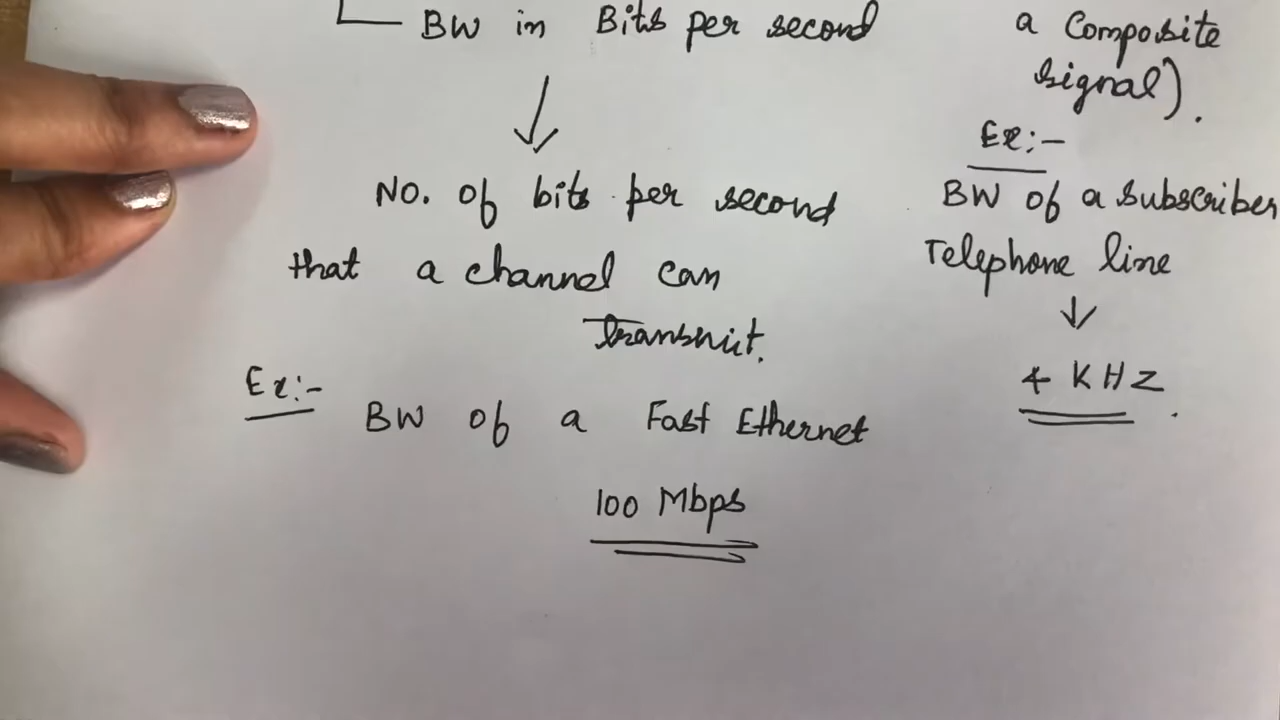 BW in Bits per second
NO. of bits per second
that a channel can
transmit.
Ex:-
BW of a Fast Ethernet
100 Mbps
a Composite
signal).
Ex:-
BW of a subscriber
Telephone line
4 KHZ.